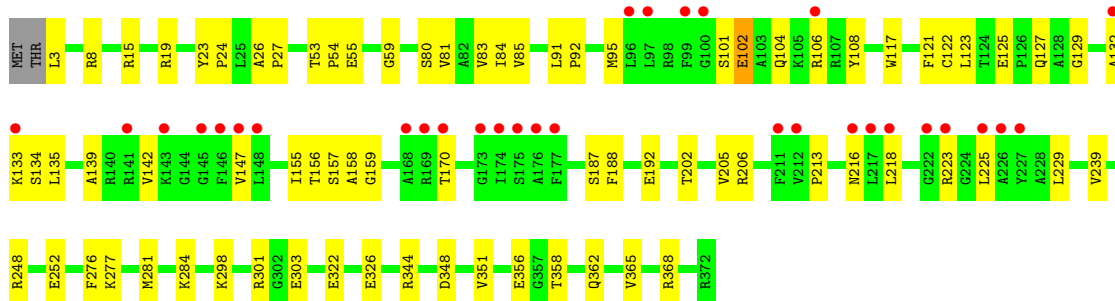 MET THR L3 R8 R15 R19 Y23 P24 L25 A26 P27 T53 P54 E55 G59 S80 V81 A82 V83 I84 V85 L91 P92 M95 L96 L97 R98 F99 G100 S101 E102 A103 Q104 K105 R106 R107 Y108 W117 F121 C122 L123 T124 E125 P126 Q127 A128 G129 A132
K133 S134 L135 A139 R140 R141 V142 K143 G144 G145 F146 V147 L148 I155 T156 S157 A158 G159 A168 R169 T170 G173 I174 S175 A176 F177 S187 F188 E192 T202 V205 R206 F211 V212 P213 N216 L217 L218 G222 R223 G224 L225 A226 Y227 A228 L229 V239
R248 E252 F276 K277 M281 K284 K298 R301 G302 E303 E322 E326 R344 D348 V351 E356 G357 T358 Q362 V365 R368 R372